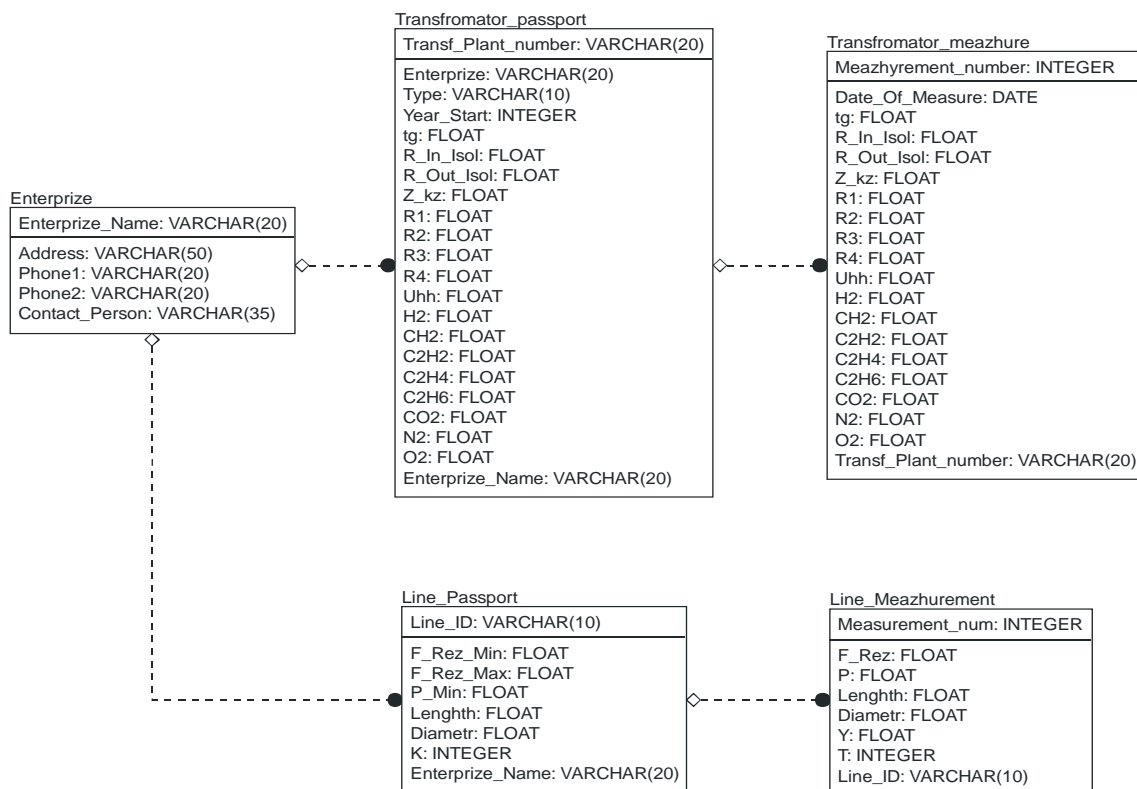 Transfromator_passport
Transf_Plant_number: VARCHAR(20)
Enterprize: VARCHAR(20)
Type: VARCHAR(10)
Year_Start: INTEGER
tg: FLOAT
R_In_Isol: FLOAT
R_Out_Isol: FLOAT
Z_kz: FLOAT
R1: FLOAT
R2: FLOAT
R3: FLOAT
R4: FLOAT
Uhh: FLOAT
H2: FLOAT
CH2: FLOAT
C2H2: FLOAT
C2H4: FLOAT
C2H6: FLOAT
CO2: FLOAT
N2: FLOAT
O2: FLOAT
Enterprize_Name: VARCHAR(20)
Transfromator_meazhure
Meazhyrement_number: INTEGER
Date_Of_Measure: DATE
tg: FLOAT
R_In_Isol: FLOAT
R_Out_Isol: FLOAT
Z_kz: FLOAT
R1: FLOAT
R2: FLOAT
R3: FLOAT
R4: FLOAT
Uhh: FLOAT
H2: FLOAT
CH2: FLOAT
C2H2: FLOAT
C2H4: FLOAT
C2H6: FLOAT
CO2: FLOAT
N2: FLOAT
O2: FLOAT
Transf_Plant_number: VARCHAR(20)
Enterprize
Enterprize_Name: VARCHAR(20)
Address: VARCHAR(50)
Phone1: VARCHAR(20)
Phone2: VARCHAR(20)
Contact_Person: VARCHAR(35)
Line_Passport
Line_ID: VARCHAR(10)
F_Rez_Min: FLOAT
F_Rez_Max: FLOAT
P_Min: FLOAT
Lenghth: FLOAT
Diametr: FLOAT
K: INTEGER
Enterprize_Name: VARCHAR(20)
Line_Meazhurement
Measurement_num: INTEGER
F_Rez: FLOAT
P: FLOAT
Lenghth: FLOAT
Diametr: FLOAT
Y: FLOAT
T: INTEGER
Line_ID: VARCHAR(10)